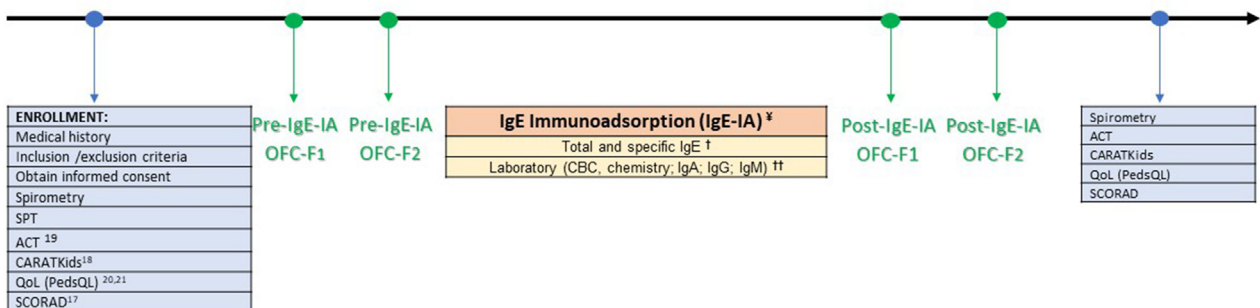 ENROLLMENT:
Medical history
Inclusion /exclusion criteria
Obtain informed consent
Spirometry
SPT
ACT 19
CARATKids18
QoL (PedsQL) 20,21
SCORAD17
Pre-IgE-IA
OFC-F1
Pre-IgE-IA
OFC-F2
IgE Immunoadsorption (IgE-IA) ¥
Total and specific IgE †
Laboratory (CBC, chemistry; IgA; IgG; IgM) ††
Post-IgE-IA
OFC-F1
Post-IgE-IA
OFC-F2
Spirometry
ACT
CARATKids
QoL (PedsQL)
SCORAD